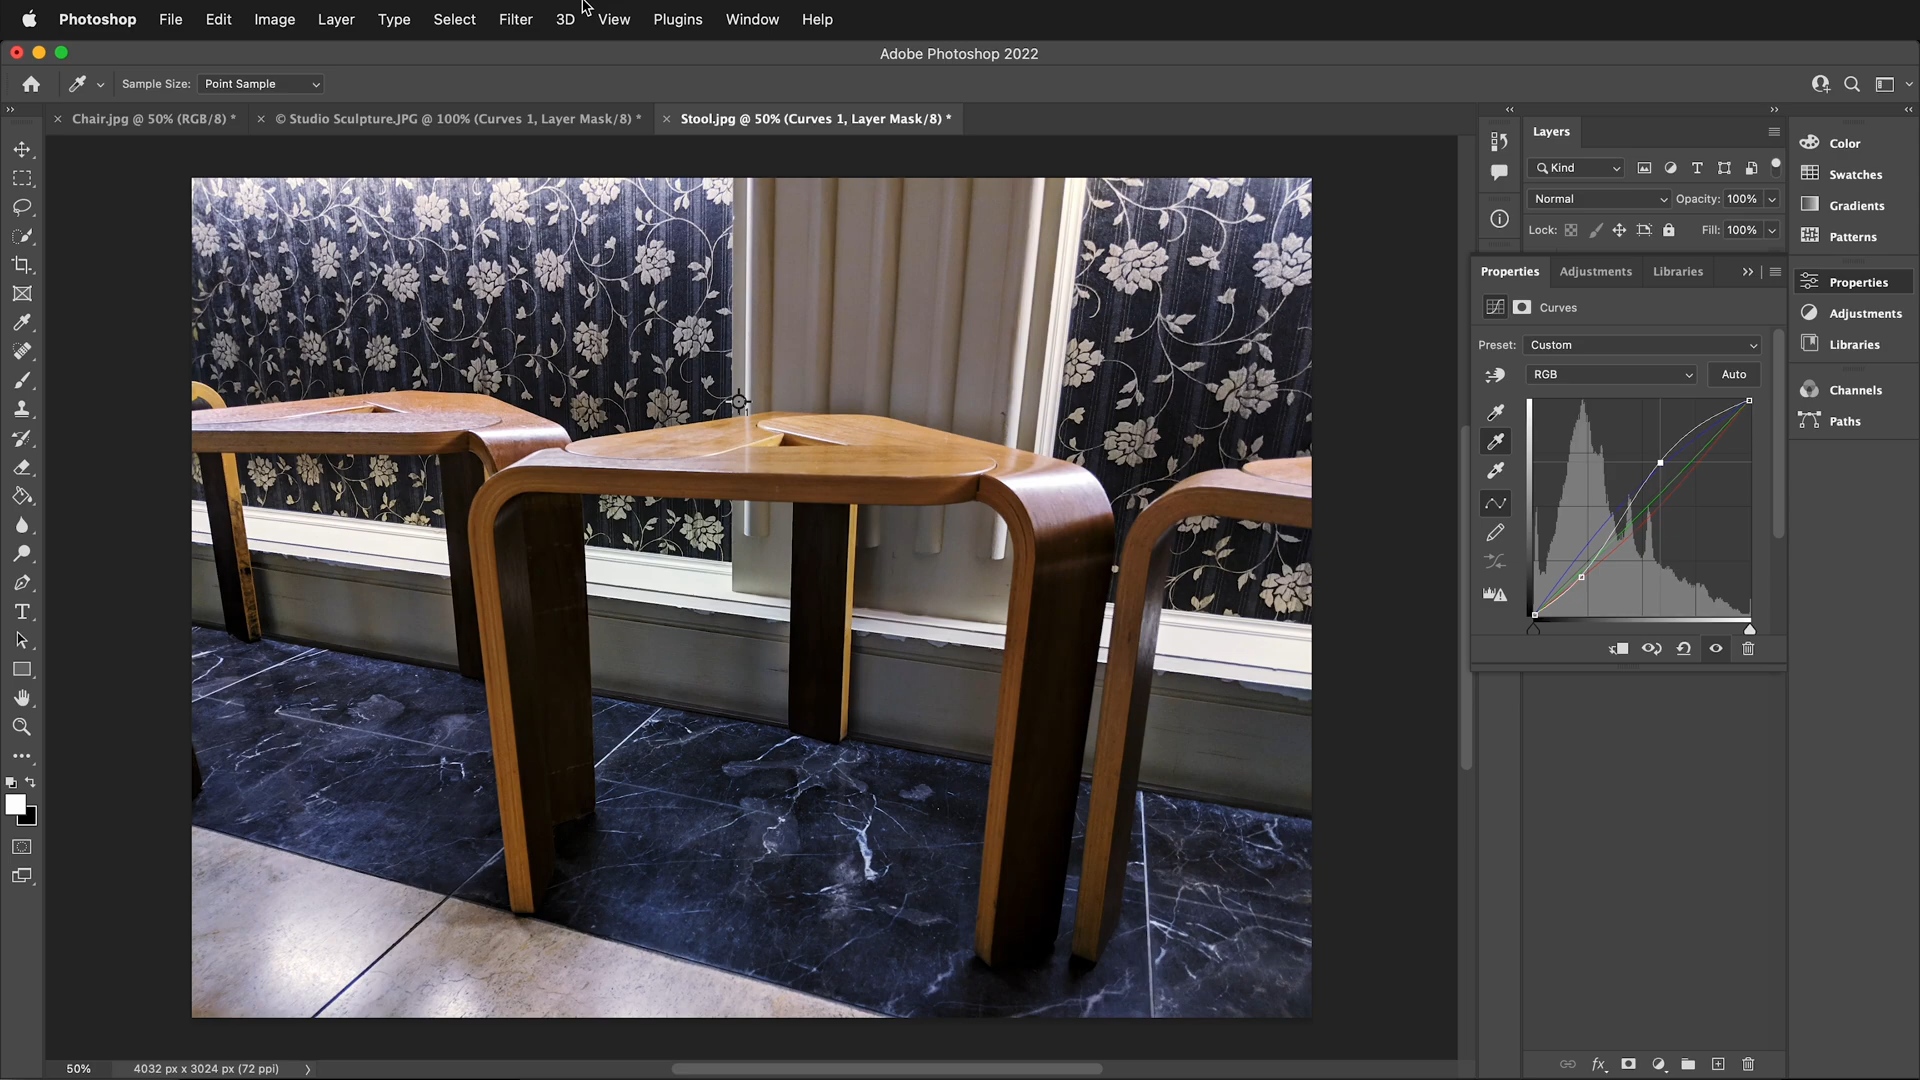 Photoshop File Edit Image Layer Type Select Filter 3D View Plugins Window Help
Adobe Photoshop 2022
Sample Size: Point Sample
Chair.jpg @ 50% (RGB/8) * © Studio Sculpture.JPG @ 100% (Curves 1, Layer Mask/8) * Stool.jpg @ 50% (Curves 1, Layer Mask/8) *
Layers
Kind
Normal Opacity: 100%
Lock: Fill: 100%
Properties Adjustments Libraries
Curves
Preset: Custom
RGB Auto
Color
Swatches
Gradients
Patterns
Properties
Adjustments
Libraries
Channels
Paths
1
fx
50% 4032 px x 3024 px (72 ppi)